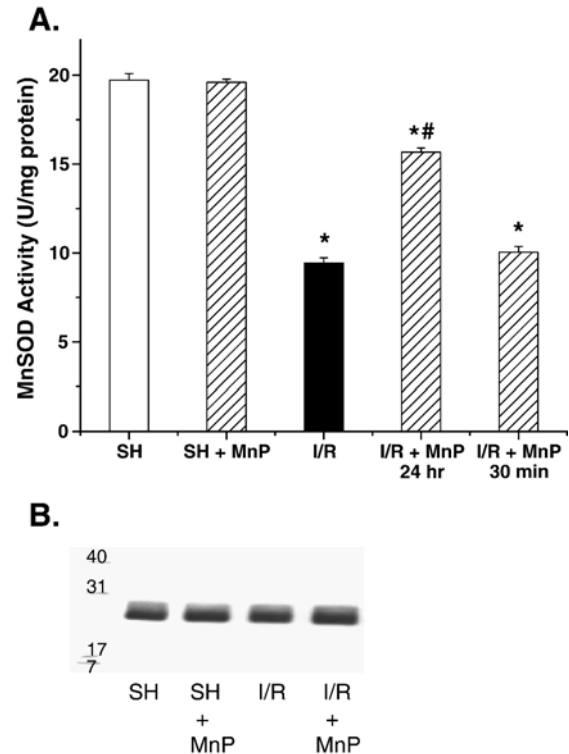 A.
MnSOD Activity (U/mg protein)
20
15
10
5
0
*
*#
*
SH
SH + MnP
I/R
I/R + MnP
24 hr
I/R + MnP
30 min
B.
40
31
17
7
SH
SH
+
MnP
I/R
I/R
+
MnP